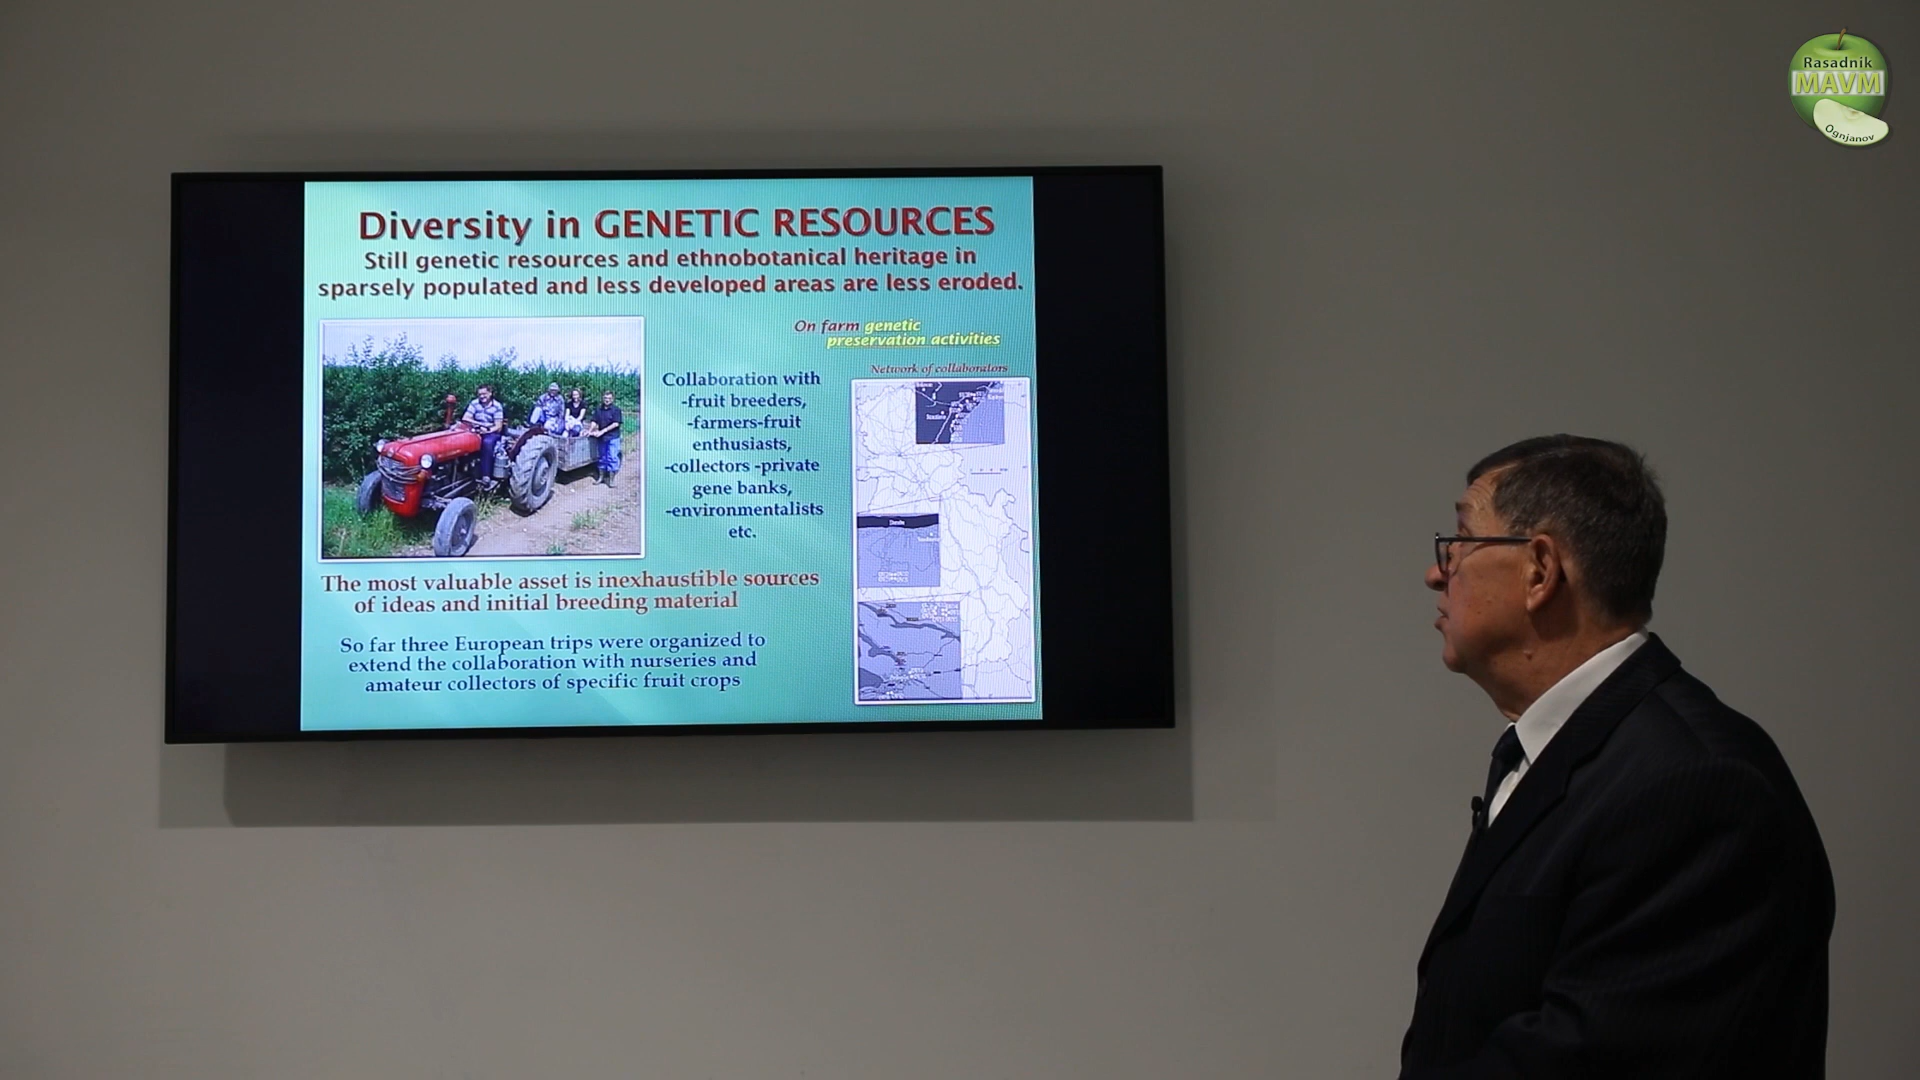 Rasadnik
MAVM
Ognjanov
Diversity in GENETIC RESOURCES
Still genetic resources and ethnobotanical heritage in
sparsely populated and less developed areas are less eroded.
On farm genetic
preservation activities
Network of collaborators
Collaboration with
-fruit breeders,
-farmers-fruit
enthusiasts,
-collectors -private
gene banks,
-environmentalists
etc.
The most valuable asset is inexhaustible sources
of ideas and initial breeding material
So far three European trips were organized to
extend the collaboration with nurseries and
amateur collectors of specific fruit crops